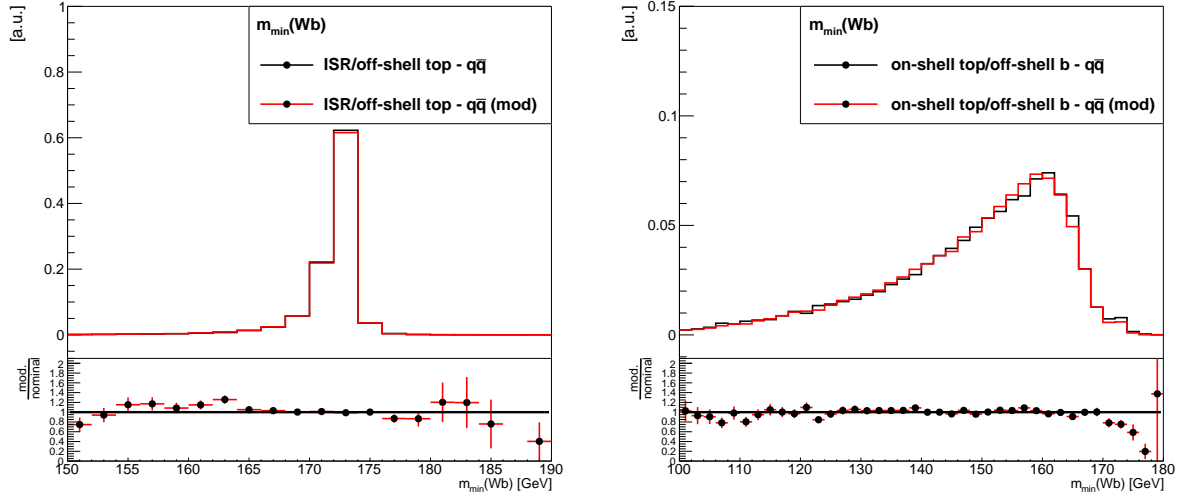 [a.u.]
1
0.8
0.6
0.4
0.2
0
m_min(Wb)
ISR/off-shell top - qq̅
ISR/off-shell top - qq̅ (mod)
mod.
nominal
2
1.8
1.6
1.4
1.2
1
0.8
0.6
0.4
0.2
0
150 155 160 165 170 175 180 185 190
m_min(Wb) [GeV]
[a.u.]
0.15
0.1
0.05
0
m_min(Wb)
on-shell top/off-shell b - qq̅
on-shell top/off-shell b - qq̅ (mod)
mod.
nominal
2
1.8
1.6
1.4
1.2
1
0.8
0.6
0.4
0.2
0
100 110 120 130 140 150 160 170 180
m_min(Wb) [GeV]